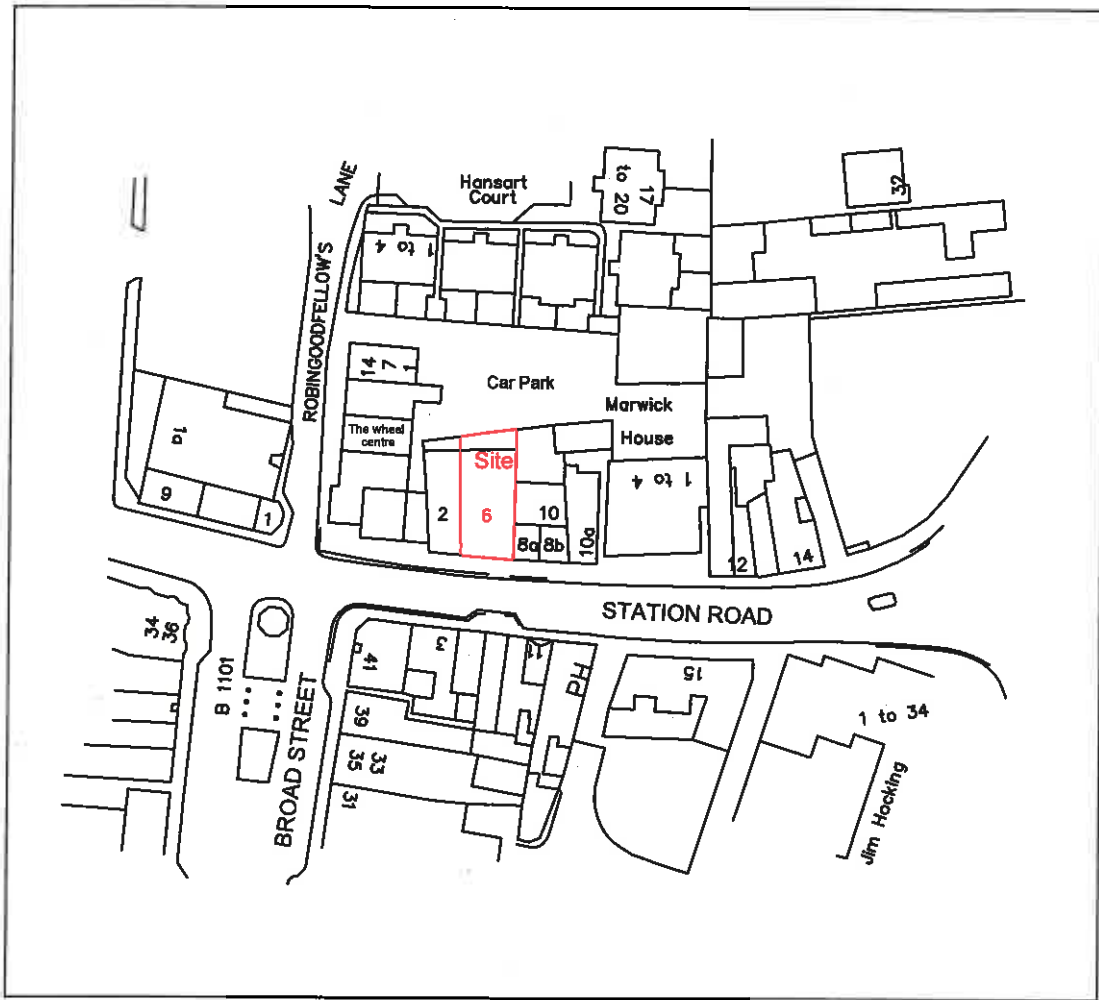 Hansart
Court
17
to 20
32
LANE
1 to 4
ROBINGOODFELLOW'S
14
7
1
Car Park
Marwick
House
The wheel
centre
1a
9
1
Site
2
6
10
8a
8b
10a
1 to 4
12
14
STATION ROAD
34
36
B 1101
BROAD STREET
41
3
11
PH
15
1 to 34
39
33
35
31
Jim Hocking